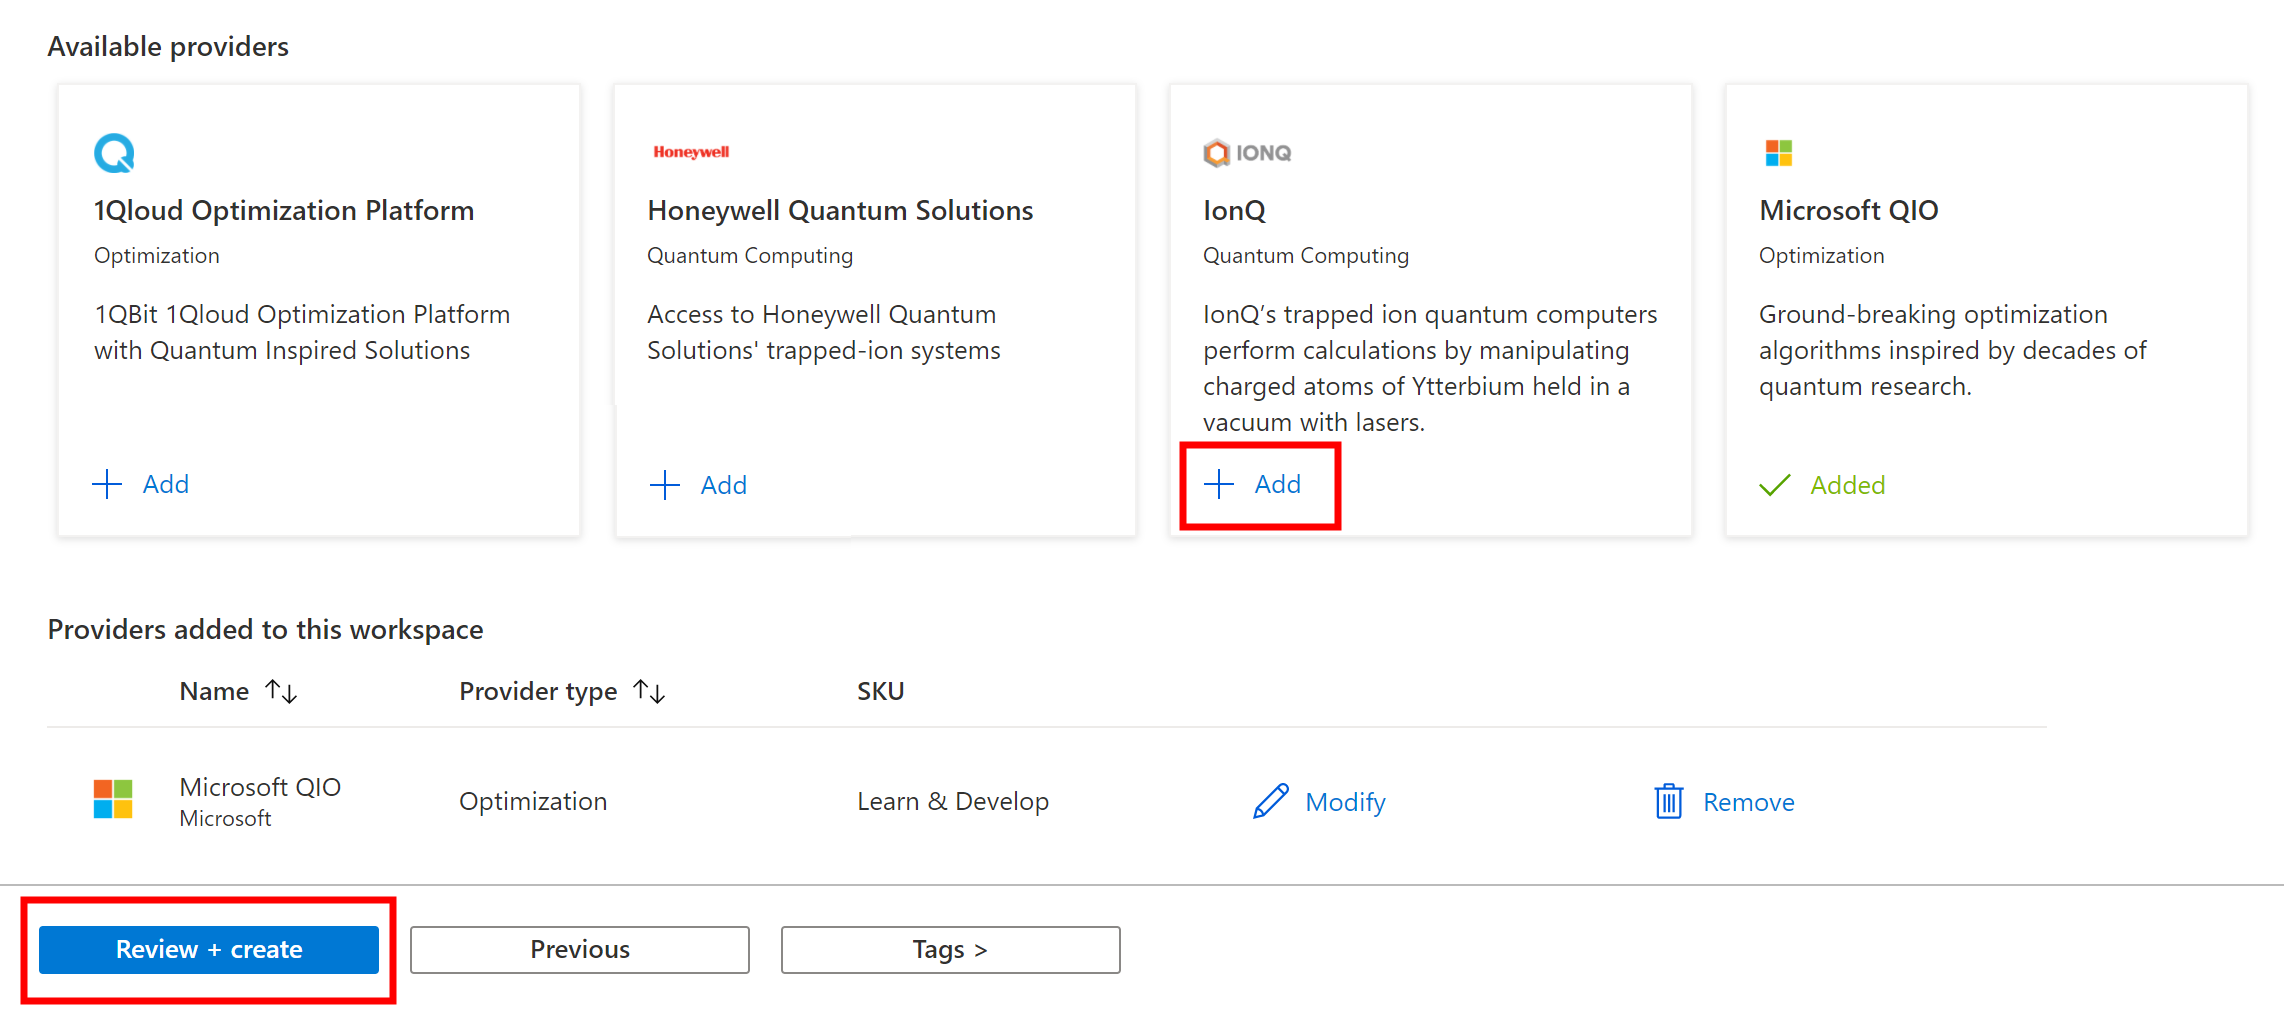 Available providers
Honeywell
IONQ
1Qloud Optimization Platform
Honeywell Quantum Solutions
IonQ
Microsoft QIO
Optimization
Quantum Computing
Quantum Computing
Optimization
1QBit 1Qloud Optimization Platform
with Quantum Inspired Solutions
Access to Honeywell Quantum
Solutions' trapped-ion systems
IonQ’s trapped ion quantum computers
perform calculations by manipulating
charged atoms of Ytterbium held in a
vacuum with lasers.
Ground-breaking optimization
algorithms inspired by decades of
quantum research.
Add
Add
Add
Added
Providers added to this workspace
Name
Provider type
SKU
Microsoft QIO
Microsoft
Optimization
Learn & Develop
Modify
Remove
Review + create
Previous
Tags >